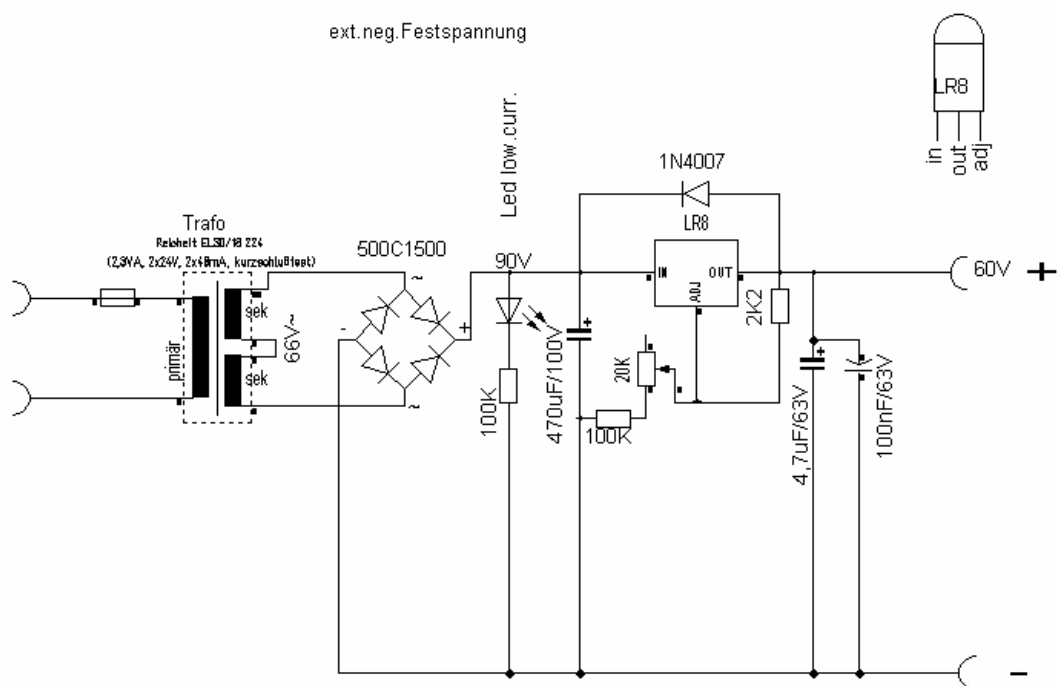 ext.neg.Festspannung
LR8
in
out
adj
Led low.curr.
1N4007
LR8
Trafo
Reichelt EL30/18 224
(2,3VA, 2x24V, 2x48mA, kurzschlußfest)
500C1500
90V
IN
OUT
ADJ
60V
+
~
-
+
~
sek
66V~
primär
sek
100K
470uF/100V
+
20K
100K
2K2
+
4,7uF/63V
100nF/63V
-